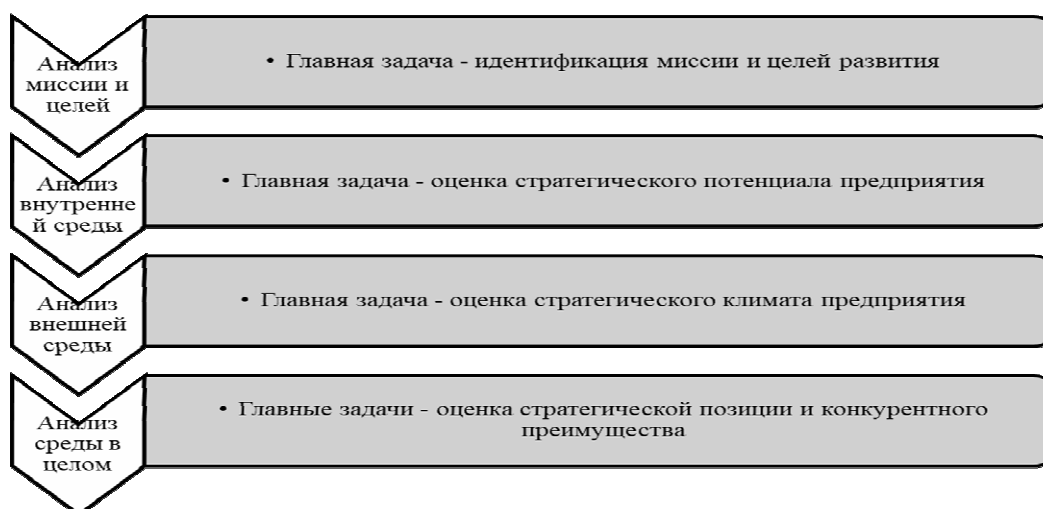 Анализ
миссии и
целей
• Главная задача - идентификация миссии и целей развития
Анализ
внутренне
й среды
• Главная задача - оценка стратегического потенциала предприятия
Анализ
внешней
среды
• Главная задача - оценка стратегического климата предприятия
Анализ
среды в
целом
• Главные задачи - оценка стратегической позиции и конкурентного
преимущества